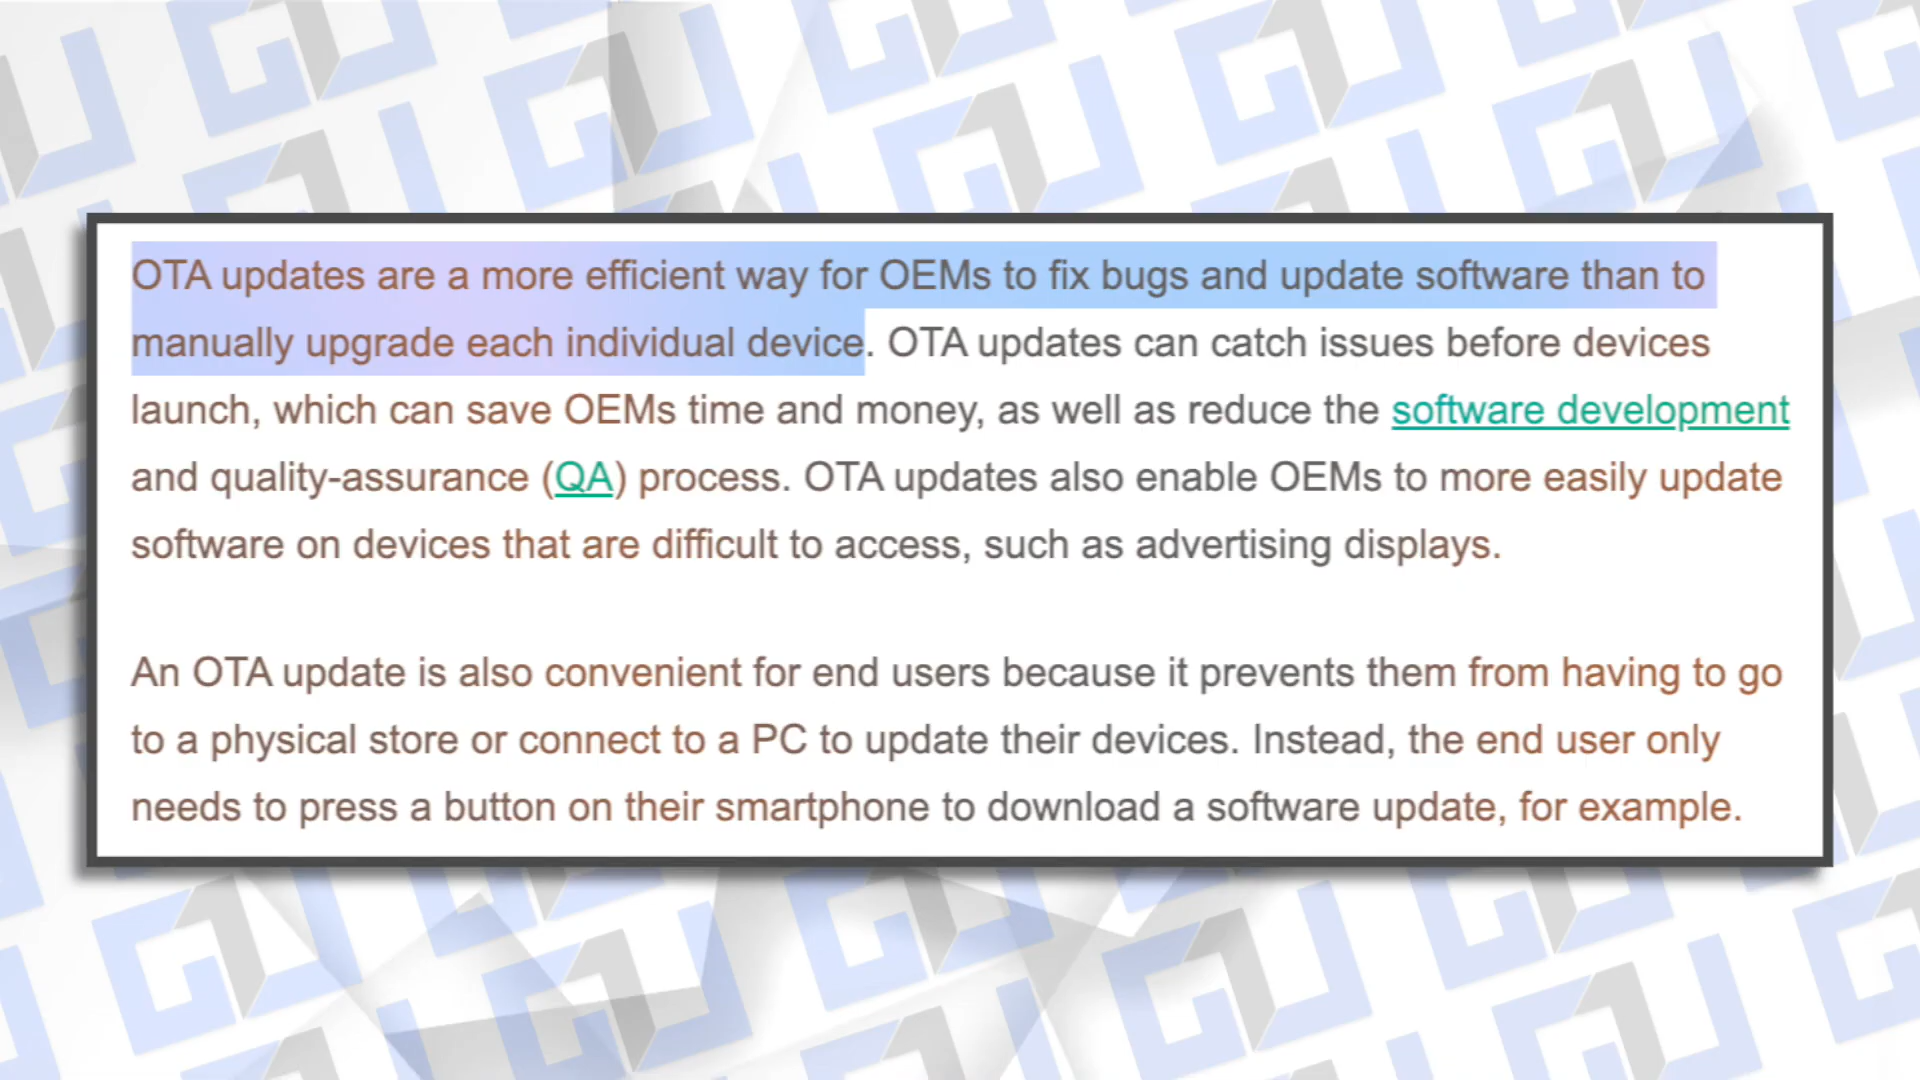 OTA updates are a more efficient way for OEMs to fix bugs and update software than to
manually upgrade each individual device. OTA updates can catch issues before devices
launch, which can save OEMs time and money, as well as reduce the software development
and quality-assurance (QA) process. OTA updates also enable OEMs to more easily update
software on devices that are difficult to access, such as advertising displays.
An OTA update is also convenient for end users because it prevents them from having to go
to a physical store or connect to a PC to update their devices. Instead, the end user only
needs to press a button on their smartphone to download a software update, for example.